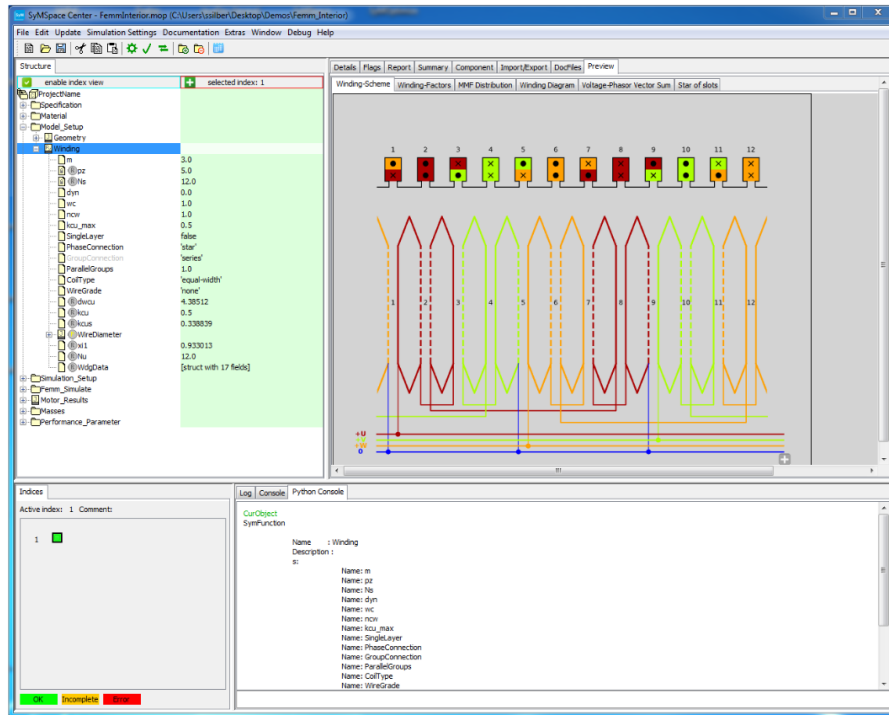 SyMSpace Center - FemmInterior.mop (C:\Users\ssilber\Desktop\Demos\Femm_Interior)
File Edit Update Simulation Settings Documentation Extras Window Debug Help
Structure
enable index view selected index: 1
ProjectName
Specification
Material
Model_Setup
Geometry
Winding
m 3.0
pz 5.0
Ns 12.0
dyn 0.0
wc 1.0
ncw 1.0
kcu_max 0.5
SingleLayer false
PhaseConnection 'star'
GroupConnection 'series'
ParallelGroups 1.0
CoilType 'equal-width'
WireGrade 'none'
dwcu 4.38512
kcu 0.5
kcus 0.338839
WireDiameter
xi1 0.933013
Nu 12.0
WdgData [struct with 17 fields]
Simulation_Setup
Femm_Simulate
Motor_Results
Masses
Performance_Parameter
Details Flags Report Summary Component Import/Export DocFiles Preview
Winding-Scheme Winding-Factors MMF Distribution Winding Diagram Voltage-Phasor Vector Sum Star of slots
1 2 3 4 5 6 7 8 9 10 11 12
1 2 3 4 5 6 7 8 9 10 11 12
+U
+W
0
Indices
Active index: 1 Comment:
1
OK Incomplete Error
Log Console Python Console
CurObject
SymFunction
Name : Winding
Description :
s:
Name: m
Name: pz
Name: Ns
Name: dyn
Name: wc
Name: ncw
Name: kcu_max
Name: SingleLayer
Name: PhaseConnection
Name: GroupConnection
Name: ParallelGroups
Name: CoilType
Name: WireGrade